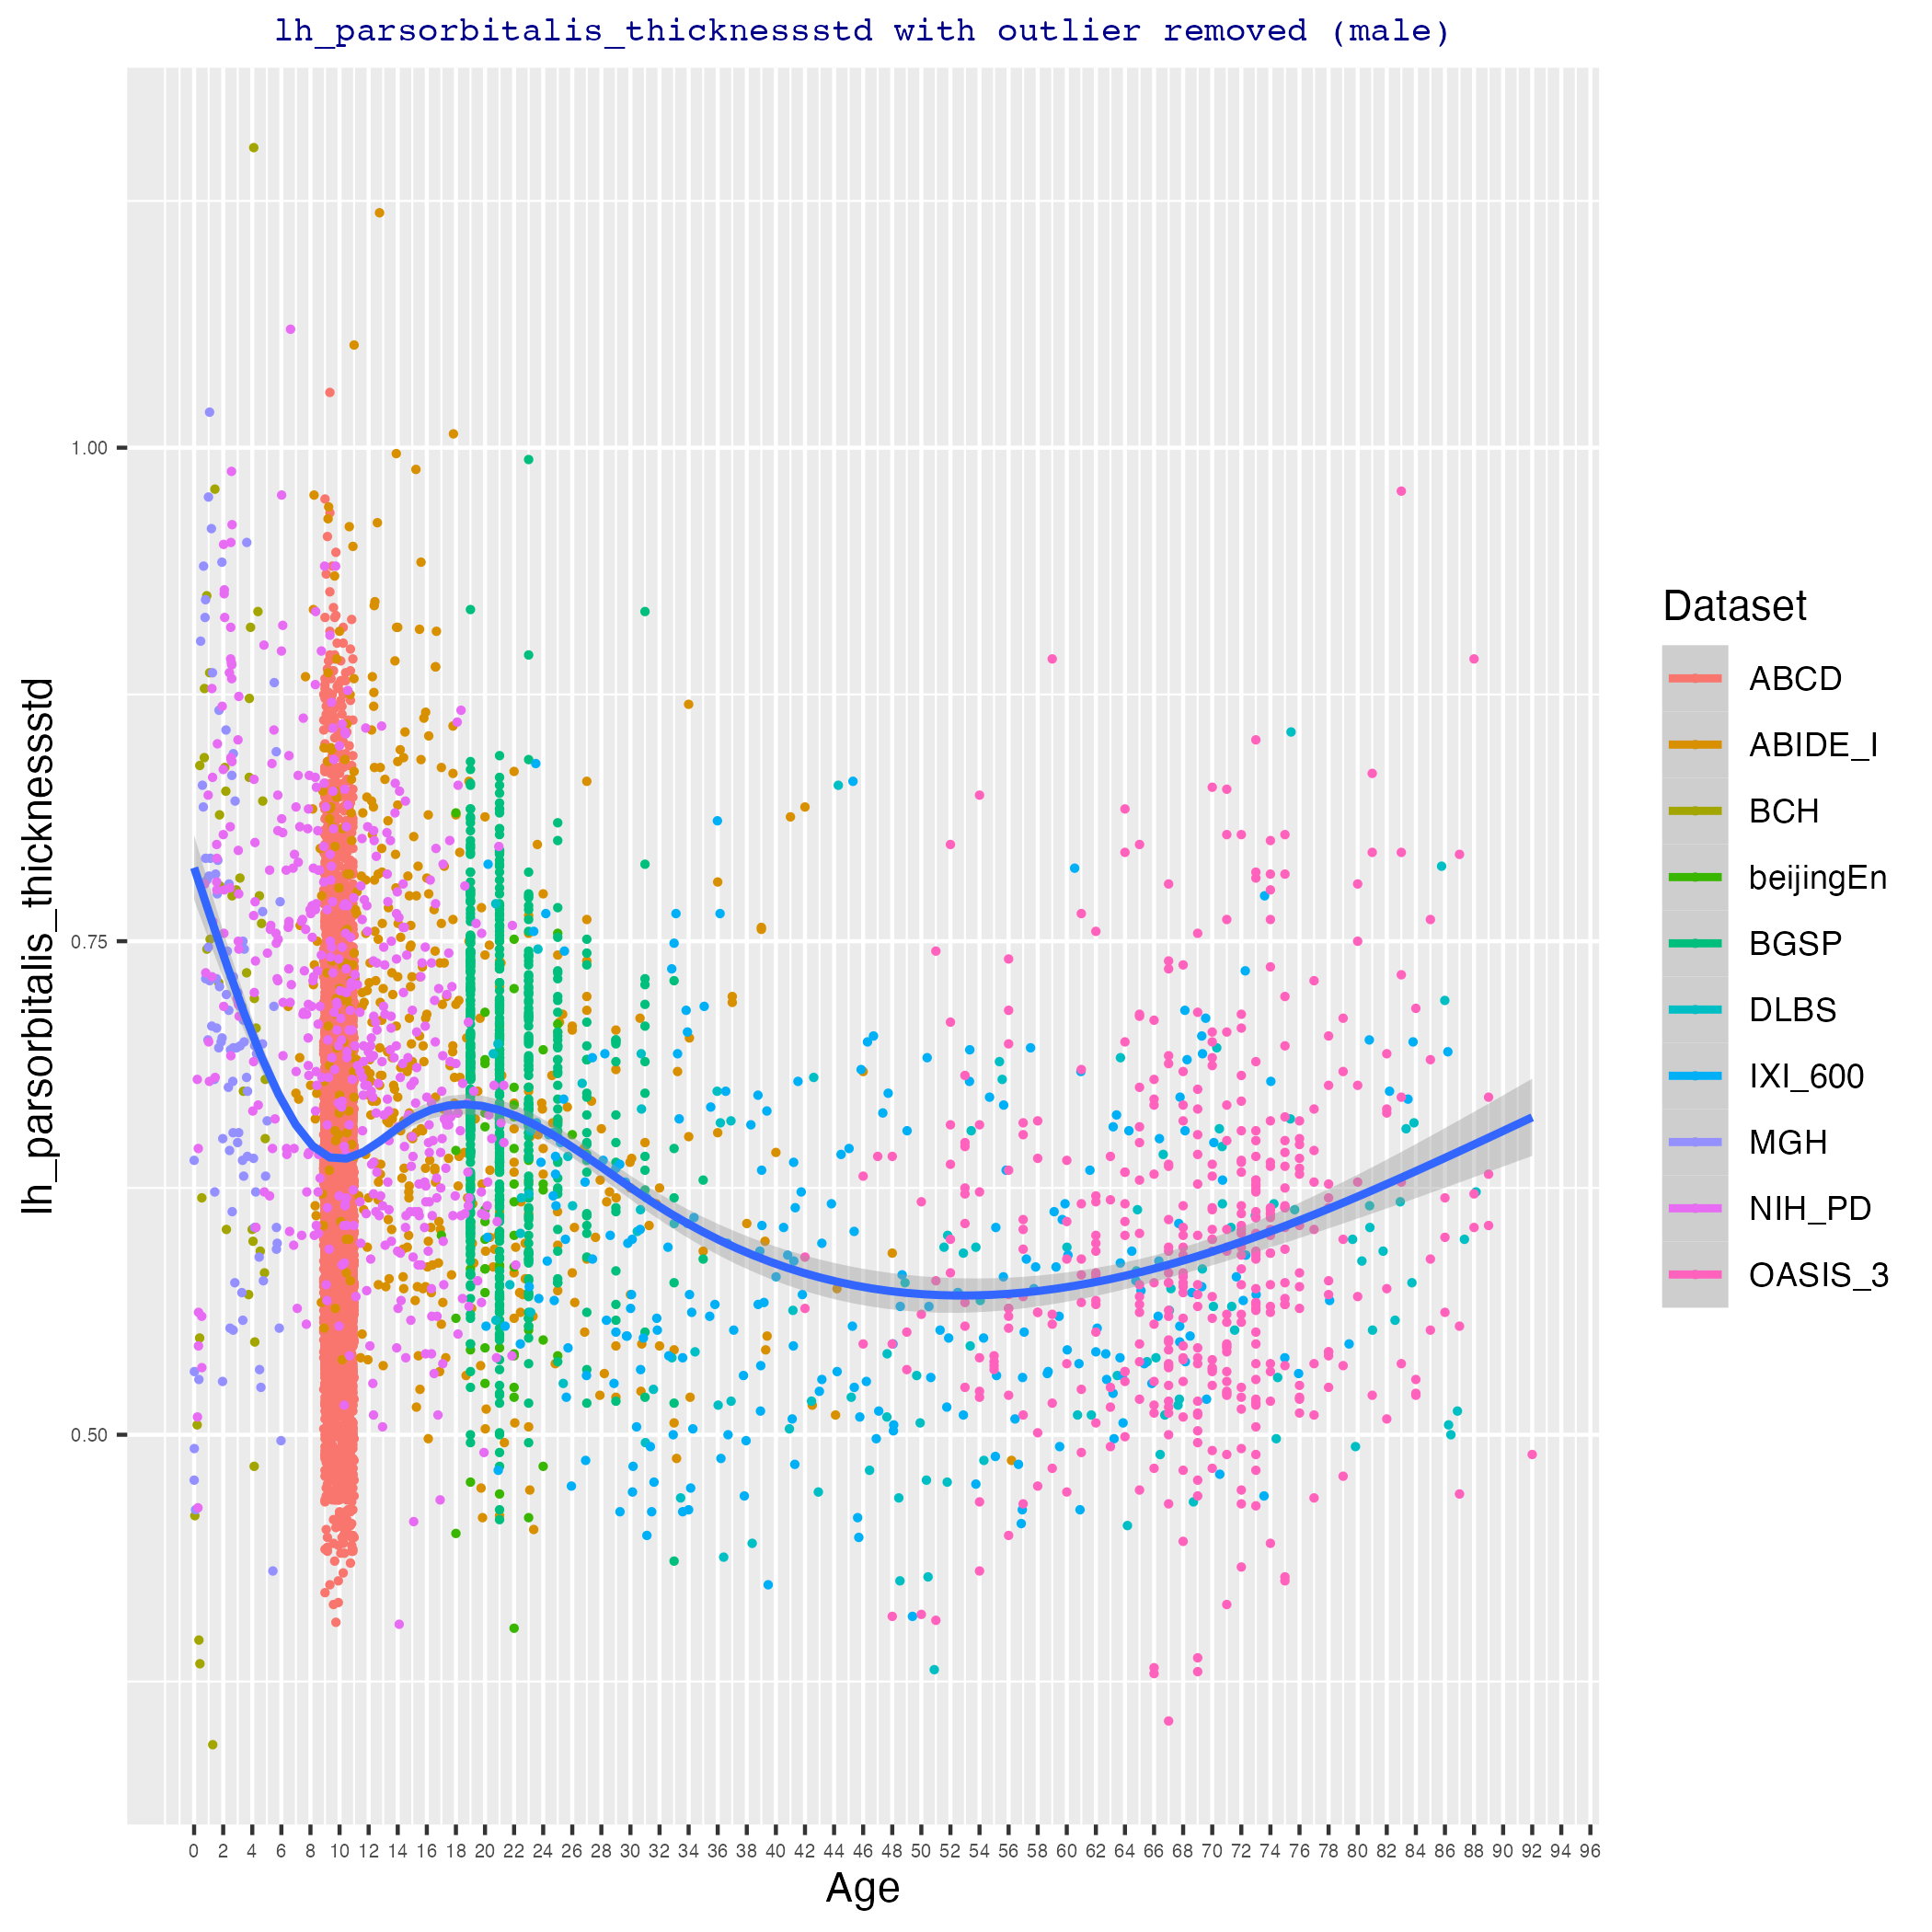 lh_parsorbitalis_thicknessstd with outlier removed (male)
lh_parsorbitalis_thicknessstd
1.00
0.75
0.50
0 2 4 6 8 10 12 14 16 18 20 22 24 26 28 30 32 34 36 38 40 42 44 46 48 50 52 54 56 58 60 62 64 66 68 70 72 74 76 78 80 82 84 86 88 90 92 94 96
Age
Dataset
ABCD
ABIDE_I
BCH
beijingEn
BGSP
DLBS
IXI_600
MGH
NIH_PD
OASIS_3